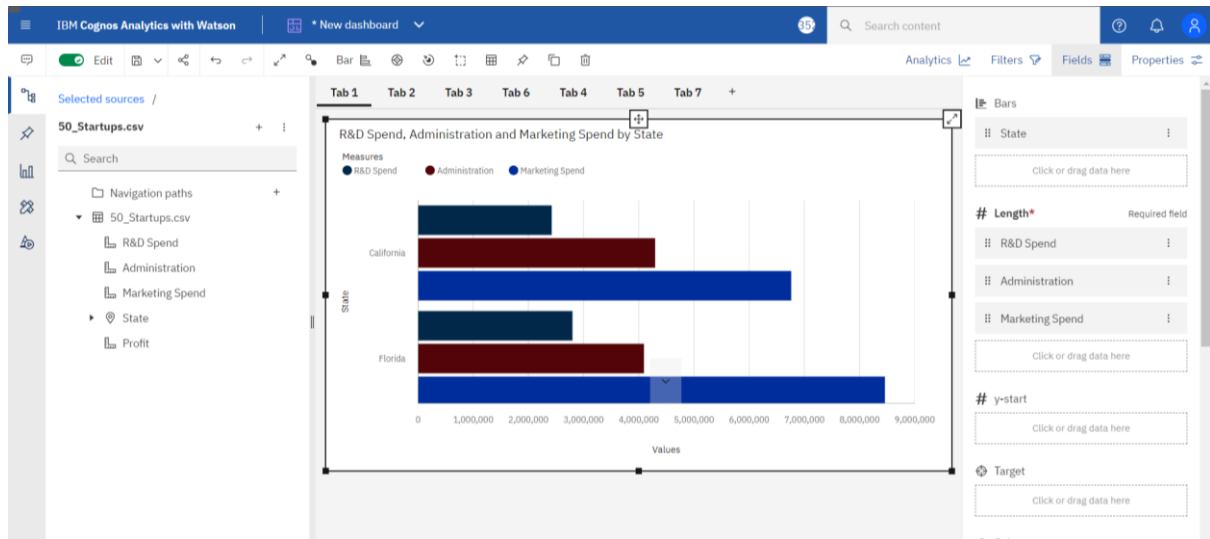 IBM Cognos Analytics with Watson
* New dashboard
35
Search content
Edit
Bar
Analytics
Filters
Fields
Properties
Selected sources /
50_Startups.csv
Search
Navigation paths
50_Startups.csv
R&D Spend
Administration
Marketing Spend
State
Profit
Tab 1 Tab 2 Tab 3 Tab 6 Tab 4 Tab 5 Tab 7 +
R&D Spend, Administration and Marketing Spend by State
Measures
R&D Spend Administration Marketing Spend
State
California
Florida
0 1,000,000 2,000,000 3,000,000 4,000,000 5,000,000 6,000,000 7,000,000 8,000,000 9,000,000
Values
Bars
State
Click or drag data here
# Length* Required field
R&D Spend
Administration
Marketing Spend
Click or drag data here
# y-start
Click or drag data here
Target
Click or drag data here